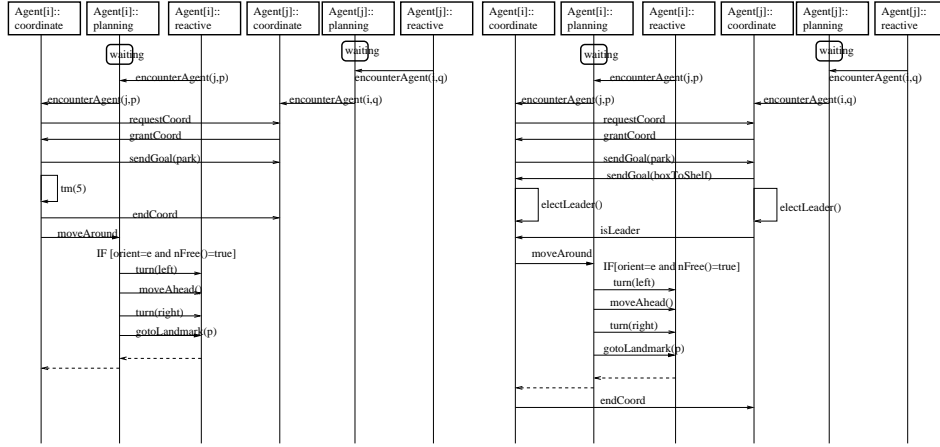 Agent[i]::
coordinate
Agent[i]::
planning
Agent[i]::
reactive
Agent[j]::
coordinate
Agent[j]::
planning
Agent[j]::
reactive
waiting
waiting
encounterAgent(j,p)
encounterAgent(i,q)
encounterAgent(j,p)
encounterAgent(i,q)
requestCoord
grantCoord
sendGoal(park)
tm(5)
endCoord
moveAround
IF [orient=e and nFree()=true]
turn(left)
moveAhead()
turn(right)
gotoLandmark(p)
Agent[i]::
coordinate
Agent[i]::
planning
Agent[i]::
reactive
Agent[j]::
coordinate
Agent[j]::
planning
Agent[j]::
reactive
waiting
waiting
encounterAgent(i,q)
encounterAgent(j,p)
encounterAgent(j,p)
encounterAgent(i,q)
requestCoord
grantCoord
sendGoal(park)
sendGoal(boxToShelf)
electLeader()
electLeader()
isLeader
moveAround
IF[orient=e and nFree()=true]
turn(left)
moveAhead()
turn(right)
gotoLandmark(p)
endCoord